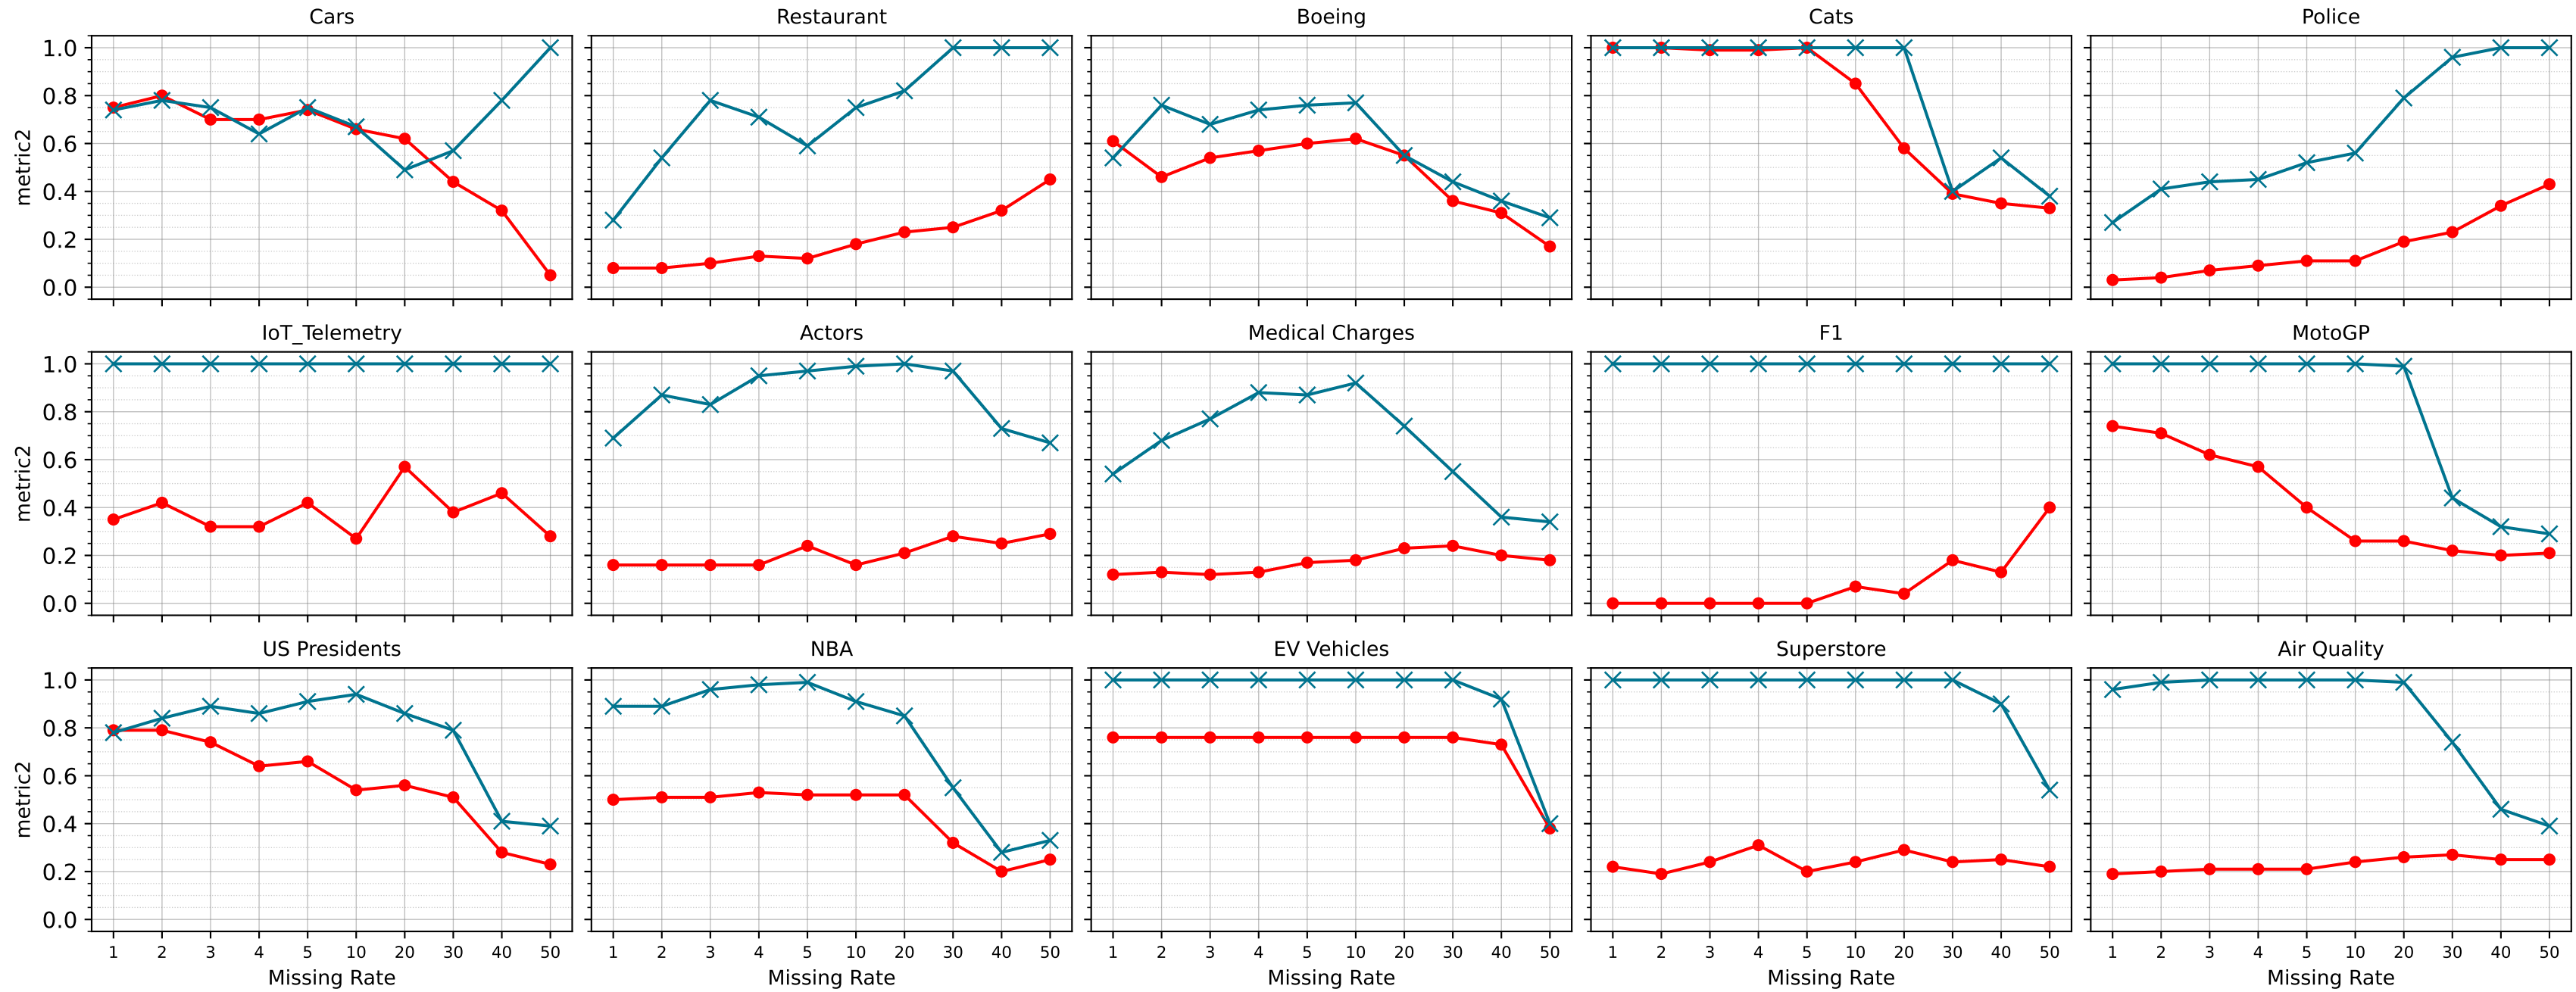 Cars Restaurant Boeing Cats Police
metric2
1.0
0.8
0.6
0.4
0.2
0.0
IoT_Telemetry Actors Medical Charges F1 MotoGP
metric2
1.0
0.8
0.6
0.4
0.2
0.0
US Presidents NBA EV Vehicles Superstore Air Quality
metric2
1.0
0.8
0.6
0.4
0.2
0.0
1 2 3 4 5 10 20 30 40 50 1 2 3 4 5 10 20 30 40 50 1 2 3 4 5 10 20 30 40 50 1 2 3 4 5 10 20 30 40 50 1 2 3 4 5 10 20 30 40 50
Missing Rate Missing Rate Missing Rate Missing Rate Missing Rate